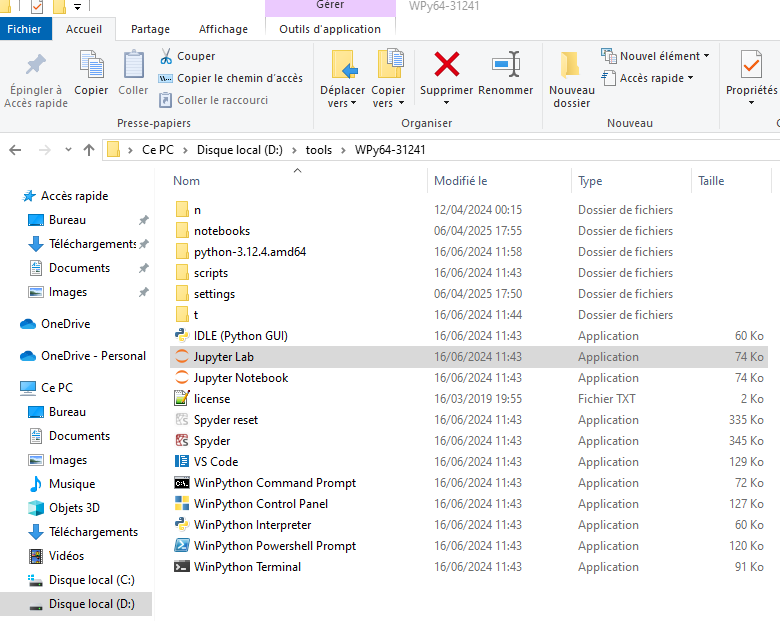 Gérer
WPy64-31241
Fichier Accueil Partage Affichage Outils d'application
Épingler à Accès rapide
Copier
Coller
Couper
Copier le chemin d'accès
Coller le raccourci
Presse-papiers
Déplacer vers
Copier vers
Supprimer
Renommer
Organiser
Nouveau dossier
Nouvel élément
Accès rapide
Nouveau
Propriétés
Ce PC > Disque local (D:) > tools > WPy64-31241
Accès rapide
Bureau
Téléchargements
Documents
Images
OneDrive
OneDrive - Personal
Ce PC
Bureau
Documents
Images
Musique
Objets 3D
Téléchargements
Vidéos
Disque local (C:)
Disque local (D:)
Nom Modifié le Type Taille
n 12/04/2024 00:15 Dossier de fichiers
notebooks 06/04/2025 17:55 Dossier de fichiers
python-3.12.4.amd64 16/06/2024 11:58 Dossier de fichiers
scripts 16/06/2024 11:43 Dossier de fichiers
settings 06/04/2025 17:50 Dossier de fichiers
t 16/06/2024 11:44 Dossier de fichiers
IDLE (Python GUI) 16/06/2024 11:43 Application 60 Ko
Jupyter Lab 16/06/2024 11:43 Application 74 Ko
Jupyter Notebook 16/06/2024 11:43 Application 74 Ko
license 16/03/2019 19:55 Fichier TXT 2 Ko
Spyder reset 16/06/2024 11:43 Application 335 Ko
Spyder 16/06/2024 11:43 Application 345 Ko
VS Code 16/06/2024 11:43 Application 129 Ko
WinPython Command Prompt 16/06/2024 11:43 Application 72 Ko
WinPython Control Panel 16/06/2024 11:43 Application 127 Ko
WinPython Interpreter 16/06/2024 11:43 Application 60 Ko
WinPython Powershell Prompt 16/06/2024 11:43 Application 120 Ko
WinPython Terminal 16/06/2024 11:43 Application 91 Ko